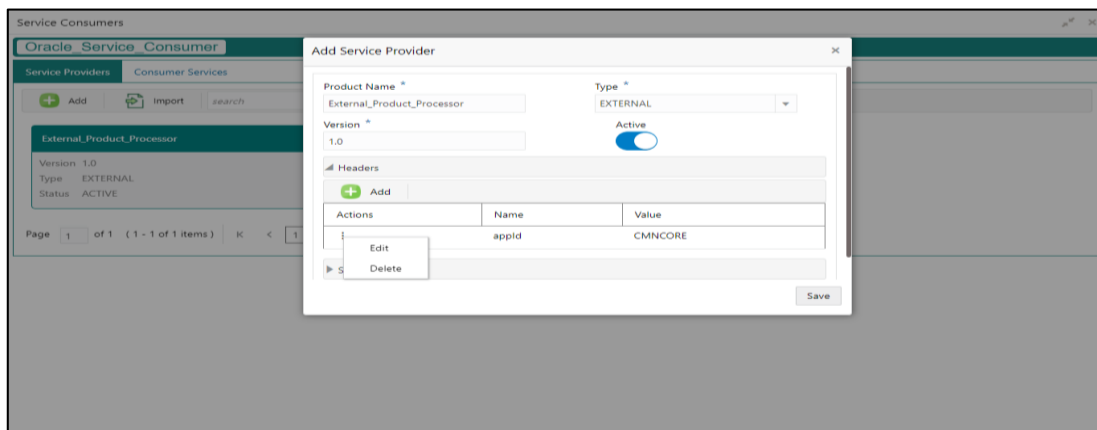 Service Consumers
Oracle_Service_Consumer
Service Providers Consumer Services
Add Import search
External_Product_Processor
Version 1.0
Type EXTERNAL
Status ACTIVE
Page 1 of 1 (1 - 1 of 1 items) K < 1
Add Service Provider
Product Name * Type *
External_Product_Processor EXTERNAL
Version * Active
1.0
Headers
Add
Actions Name Value
appId CMNCORE
Edit
Delete
S
Save